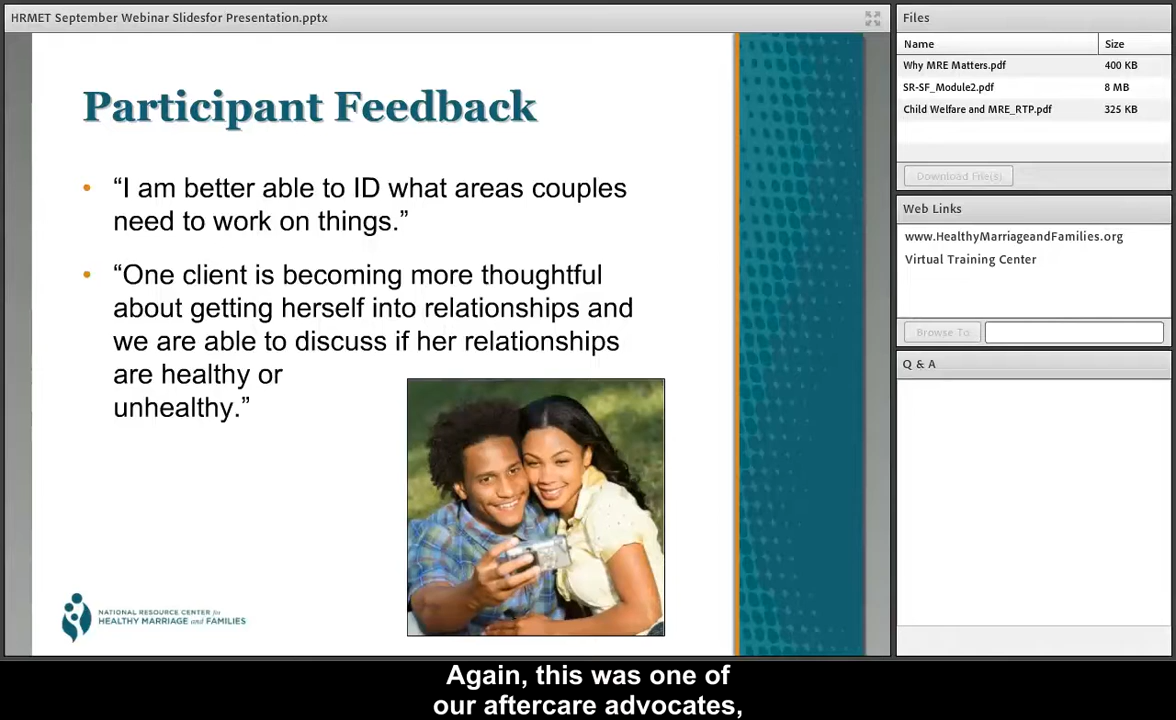 HRMET September Webinar Slidesfor Presentation.pptx
Participant Feedback
• “I am better able to ID what areas couples
need to work on things.”
• “One client is becoming more thoughtful
about getting herself into relationships and
we are able to discuss if her relationships
are healthy or
unhealthy.”
NATIONAL RESOURCE CENTER for
HEALTHY MARRIAGE and FAMILIES
Files
Name Size
Why MRE Matters.pdf 400 KB
SR-SF_Module2.pdf 8 MB
Child Welfare and MRE_RTP.pdf 325 KB
Download File(s)
Web Links
www.HealthyMarriageandFamilies.org
Virtual Training Center
Browse To
Q & A
Again, this was one of
our aftercare advocates,